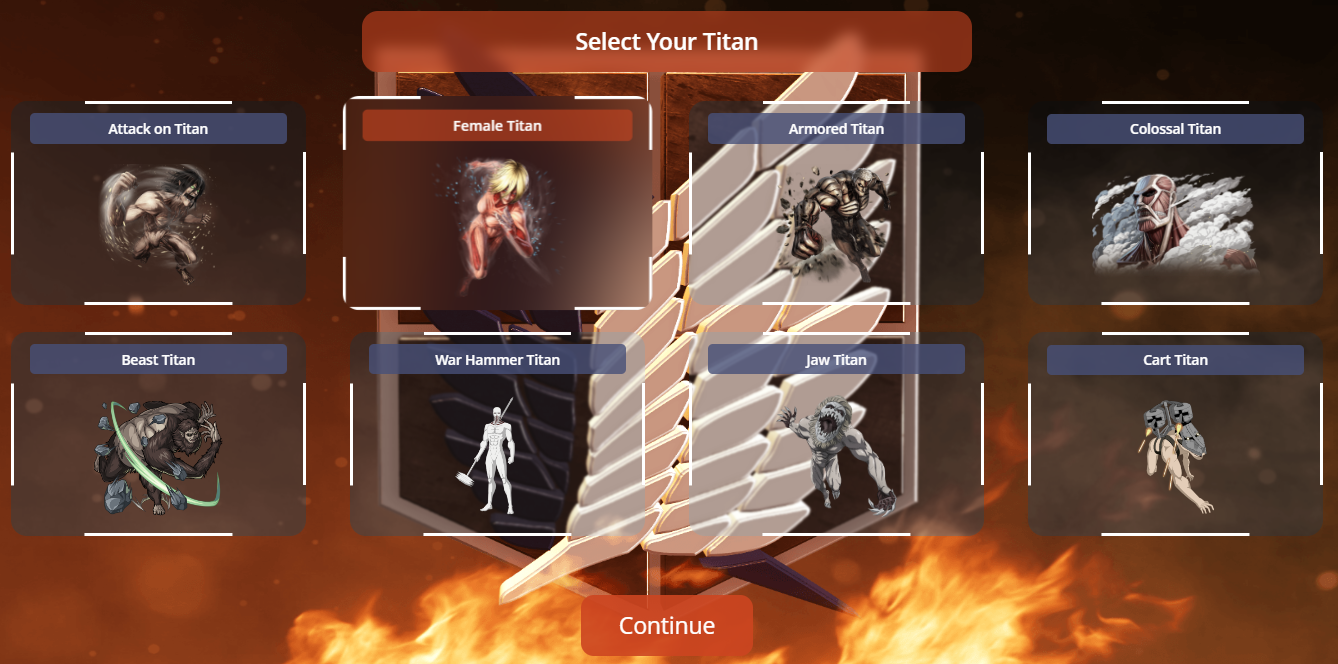 Select Your Titan
Attack on Titan
Female Titan
Armored Titan
Colossal Titan
Beast Titan
War Hammer Titan
Jaw Titan
Cart Titan
Continue